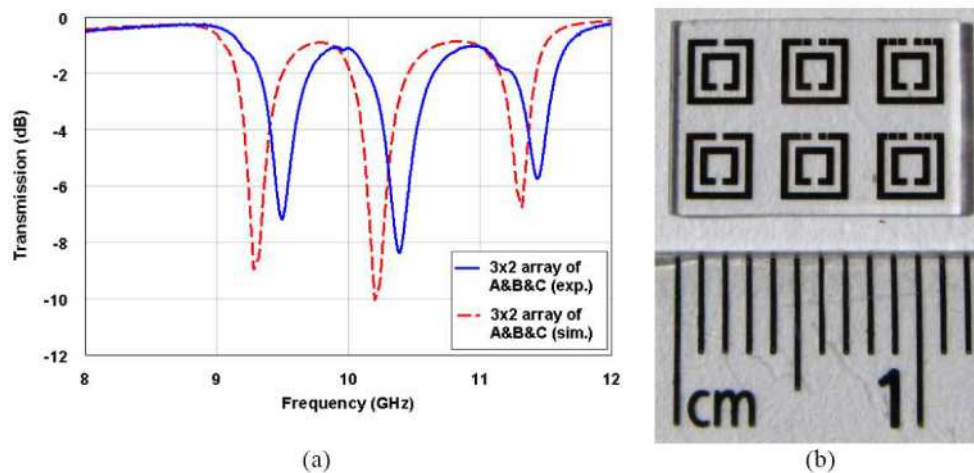 0
-2
-4
-6
-8
-10
-12
Transmission (dB)
8
9
10
11
12
Frequency (GHz)
3x2 array of
A&B&C (exp.)
3x2 array of
A&B&C (sim.)
cm
1
(a)
(b)